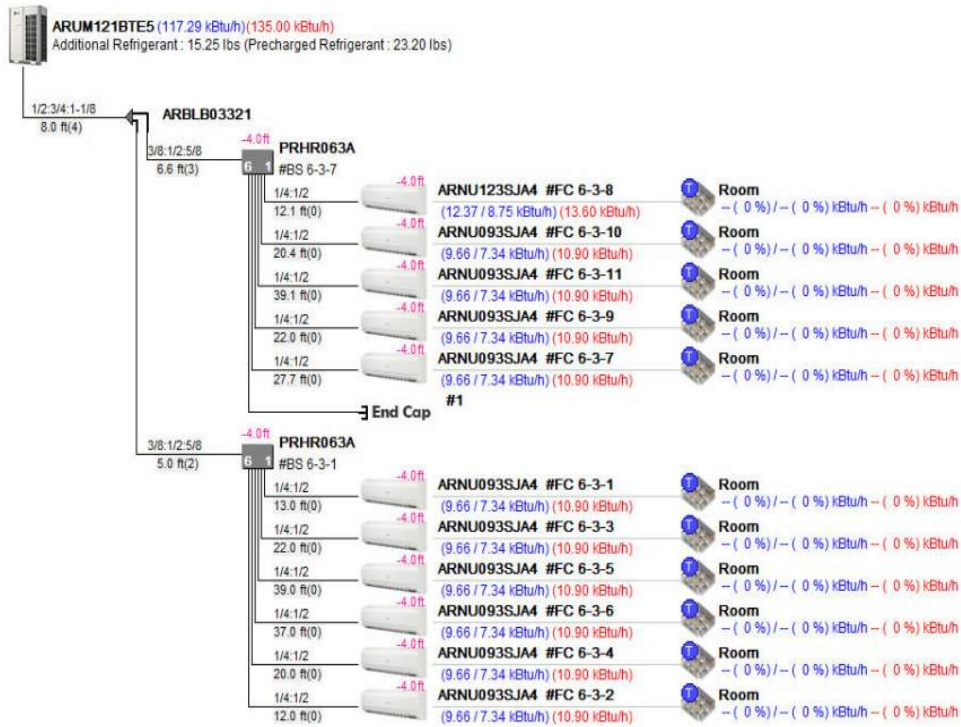 ARUM121BTE5 (117.29 kBtu/h)(135.00 kBtu/h)
Additional Refrigerant : 15.25 lbs (Precharged Refrigerant : 23.20 lbs)
1/2:3/4:1-1/8
8.0 ft(4)
ARBLB03321
3/8:1/2:5/8
6.6 ft(3)
-4.0ft
PRHR063A
6 1
#BS 6-3-7
1/4:1/2
12.1 ft(0)
-4.0ft
ARNU123SJA4 #FC 6-3-8
(12.37 / 8.75 kBtu/h) (13.60 kBtu/h)
T
Room
-- ( 0 %) / -- ( 0 %) kBtu/h -- ( 0 %) kBtu/h
1/4:1/2
20.4 ft(0)
-4.0ft
ARNU093SJA4 #FC 6-3-10
(9.66 / 7.34 kBtu/h) (10.90 kBtu/h)
T
Room
-- ( 0 %) / -- ( 0 %) kBtu/h -- ( 0 %) kBtu/h
1/4:1/2
39.1 ft(0)
-4.0ft
ARNU093SJA4 #FC 6-3-11
(9.66 / 7.34 kBtu/h) (10.90 kBtu/h)
T
Room
-- ( 0 %) / -- ( 0 %) kBtu/h -- ( 0 %) kBtu/h
1/4:1/2
22.0 ft(0)
-4.0ft
ARNU093SJA4 #FC 6-3-9
(9.66 / 7.34 kBtu/h) (10.90 kBtu/h)
T
Room
-- ( 0 %) / -- ( 0 %) kBtu/h -- ( 0 %) kBtu/h
1/4:1/2
27.7 ft(0)
-4.0ft
ARNU093SJA4 #FC 6-3-7
(9.66 / 7.34 kBtu/h) (10.90 kBtu/h)
T
Room
-- ( 0 %) / -- ( 0 %) kBtu/h -- ( 0 %) kBtu/h
#1
End Cap
3/8:1/2:5/8
5.0 ft(2)
-4.0ft
PRHR063A
6 1
#BS 6-3-1
1/4:1/2
13.0 ft(0)
-4.0ft
ARNU093SJA4 #FC 6-3-1
(9.66 / 7.34 kBtu/h) (10.90 kBtu/h)
T
Room
-- ( 0 %) / -- ( 0 %) kBtu/h -- ( 0 %) kBtu/h
1/4:1/2
22.0 ft(0)
-4.0ft
ARNU093SJA4 #FC 6-3-3
(9.66 / 7.34 kBtu/h) (10.90 kBtu/h)
T
Room
-- ( 0 %) / -- ( 0 %) kBtu/h -- ( 0 %) kBtu/h
1/4:1/2
39.0 ft(0)
-4.0ft
ARNU093SJA4 #FC 6-3-5
(9.66 / 7.34 kBtu/h) (10.90 kBtu/h)
T
Room
-- ( 0 %) / -- ( 0 %) kBtu/h -- ( 0 %) kBtu/h
1/4:1/2
37.0 ft(0)
-4.0ft
ARNU093SJA4 #FC 6-3-6
(9.66 / 7.34 kBtu/h) (10.90 kBtu/h)
T
Room
-- ( 0 %) / -- ( 0 %) kBtu/h -- ( 0 %) kBtu/h
1/4:1/2
20.0 ft(0)
-4.0ft
ARNU093SJA4 #FC 6-3-4
(9.66 / 7.34 kBtu/h) (10.90 kBtu/h)
T
Room
-- ( 0 %) / -- ( 0 %) kBtu/h -- ( 0 %) kBtu/h
1/4:1/2
12.0 ft(0)
-4.0ft
ARNU093SJA4 #FC 6-3-2
(9.66 / 7.34 kBtu/h) (10.90 kBtu/h)
T
Room
-- ( 0 %) / -- ( 0 %) kBtu/h -- ( 0 %) kBtu/h